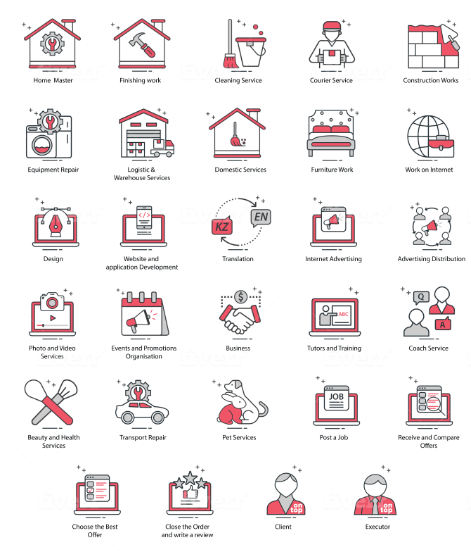 Home Master
Finishing work
Cleaning Service
Courier Service
Construction Works
Equipment Repair
Logistic &
Warehouse Services
Domestic Services
Furniture Work
Work on Internet
KZ
EN
Design
Website and
application Development
Translation
Internet Advertising
Advertising Distribution
$
ABC
Q
A
Photo and Video
Services
Events and Promotions
Organisation
Business
Tutors and Training
Coach Service
JOB
Beauty and Health
Services
Transport Repair
Pet Services
Post a Job
Receive and Compare
Offers
on
top
on
top
Choose the Best
Offer
Close the Order
and write a review
Client
Executor